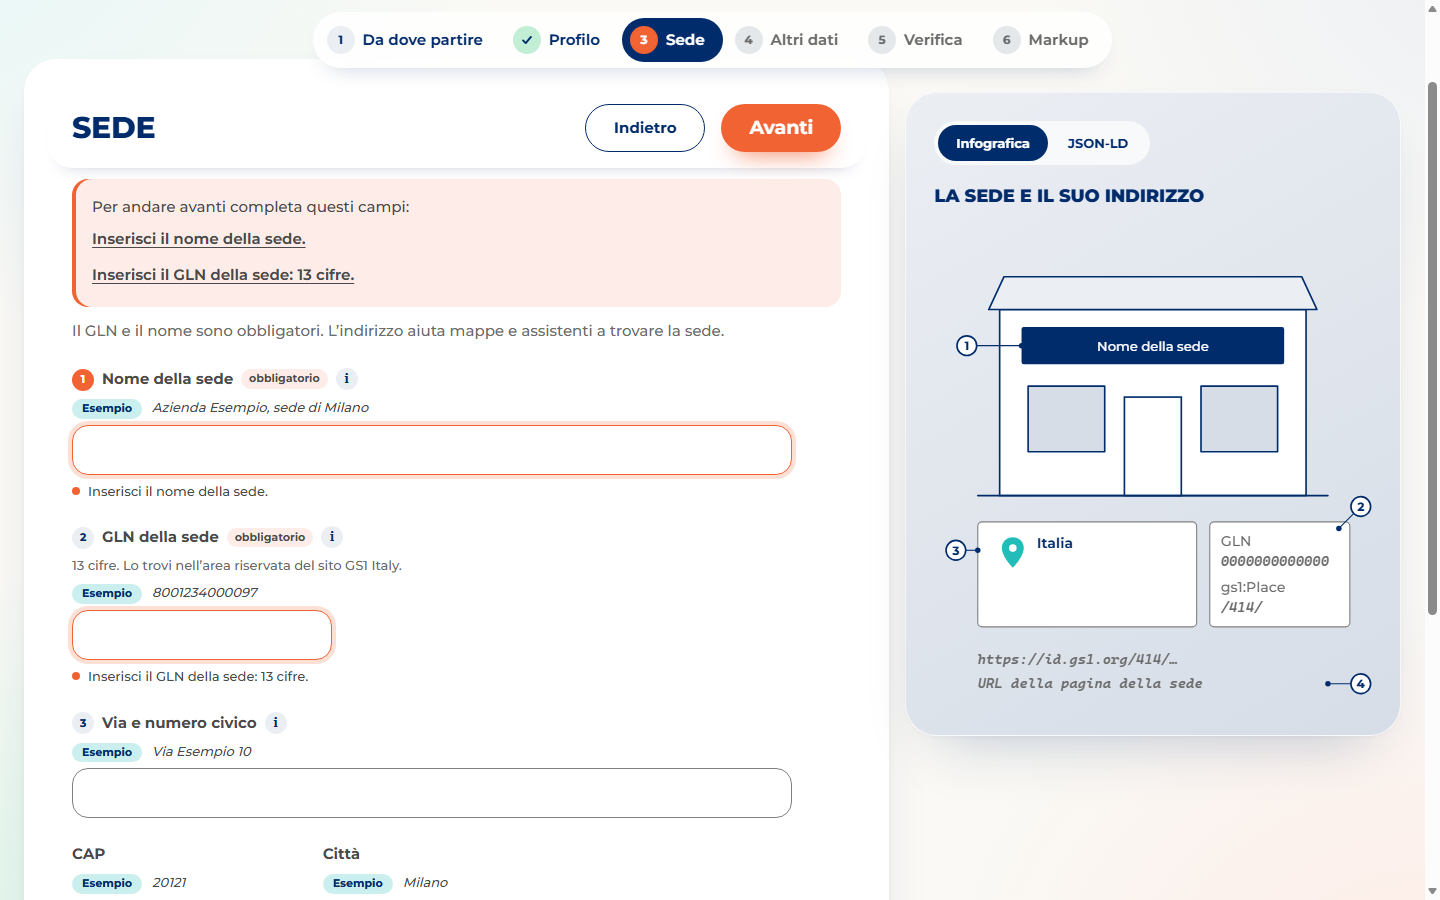 1 Da dove partire
Profilo
3 Sede
4 Altri dati
5 Verifica
6 Markup
SEDE
Indietro
Avanti
Per andare avanti completa questi campi:
Inserisci il nome della sede.
Inserisci il GLN della sede: 13 cifre.
Il GLN e il nome sono obbligatori. L’indirizzo aiuta mappe e assistenti a trovare la sede.
1 Nome della sede obbligatorio i
Esempio Azienda Esempio, sede di Milano
Inserisci il nome della sede.
2 GLN della sede obbligatorio i
13 cifre. Lo trovi nell’area riservata del sito GS1 Italy.
Esempio 8001234000097
Inserisci il GLN della sede: 13 cifre.
3 Via e numero civico i
Esempio Via Esempio 10
CAP
Città
Esempio 20121
Esempio Milano
Infografica
JSON-LD
LA SEDE E IL SUO INDIRIZZO
1
Nome della sede
2
3
Italia
GLN
0000000000000
gs1:Place
/414/
https://id.gs1.org/414/…
URL della pagina della sede
4